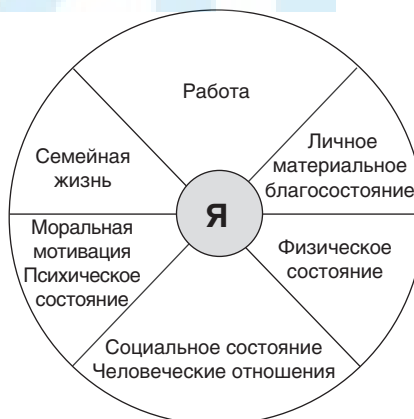 Работа
Личное
материальное
благосостояние
Семейная
жизнь
Я
Моральная
мотивация
Психическое
состояние
Физическое
состояние
Социальное состояние
Человеческие отношения